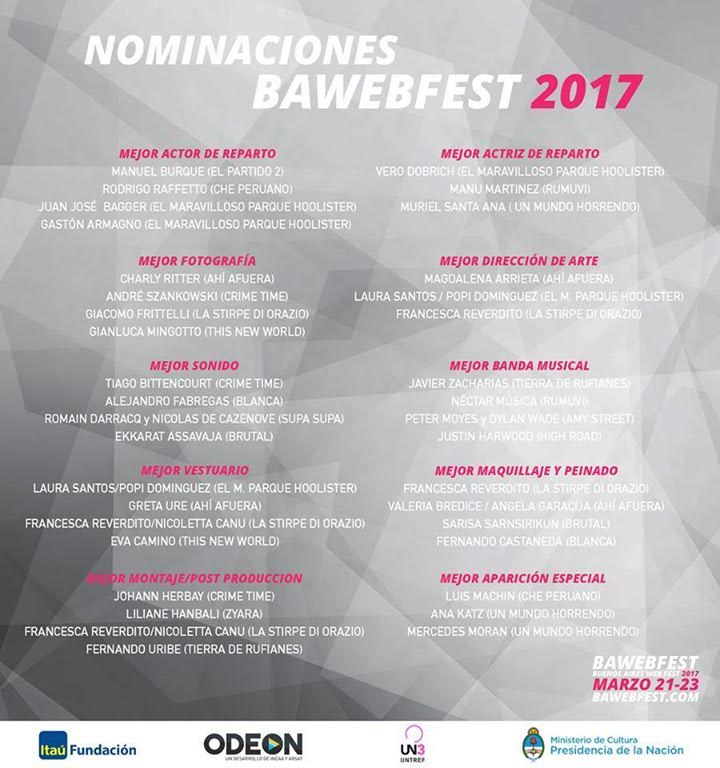 NOMINACIONES
BAWEBFEST 2017
MEJOR ACTOR DE REPARTO
MANUEL BURQUE (EL PARTIDO 2)
RODRIGO RAFFETTO (CHE PERUANO)
JUAN JOSÉ BAGGER (EL MARAVILLOSO PARQUE HOOLISTER)
GASTÓN ARMAGNO (EL MARAVILLOSO PARQUE HOOLISTER)
MEJOR ACTRIZ DE REPARTO
VERO DOBRICH (EL MARAVILLOSO PARQUE HOOLISTER)
MANU MARTINEZ (RUMUVI)
MURIEL SANTA ANA ( UN MUNDO HORRENDO)
MEJOR FOTOGRAFÍA
CHARLY RITTER (AHÍ AFUERA)
ANDRÈ SZANKOWSKI (CRIME TIME)
GIACOMO FRITTELLI (LA STIRPE DI ORAZIO)
GIANLUCA MINGOTTO (THIS NEW WORLD)
MEJOR DIRECCIÓN DE ARTE
MAGDALENA ARRIETA (AHÍ AFUERA)
LAURA SANTOS / POPI DOMINGUEZ (EL M. PARQUE HOOLISTER)
FRANCESCA REVERDITO (LA STIRPE DI ORAZIO)
MEJOR SONIDO
TIAGO BITTENCOURT (CRIME TIME)
ALEJANDRO FABREGAS (BLANCA)
ROMAIN DARRACQ y NICOLAS DE CAZENOVE (SUPA SUPA)
EKKARAT ASSAVAJA (BRUTAL)
MEJOR BANDA MUSICAL
JAVIER ZACHARIAS (TIERRA DE RUFIANES)
NÉCTAR MÚSICA (RUMUVI)
PETER MOYES y DYLAN WADE (AMY STREET)
JUSTIN HARWOOD (HIGH ROAD)
MEJOR VESTUARIO
LAURA SANTOS/POPI DOMINGUEZ (EL M. PARQUE HOOLISTER)
GRETA URE (AHÍ AFUERA)
FRANCESCA REVERDITO/NICOLETTA CANU (LA STIRPE DI ORAZIO)
EVA CAMINO (THIS NEW WORLD)
MEJOR MAQUILLAJE Y PEINADO
FRANCESCA REVERDITO (LA STIRPE DI ORAZIO)
VALERIA BREDICE / ANGELA GARACIJA (AHÍ AFUERA)
SARISA SARNSIRIKUN (BRUTAL)
FERNANDO CASTANEDA (BLANCA)
MEJOR MONTAJE/POST PRODUCCION
JOHANN HERBAY (CRIME TIME)
LILIANE HANBALI (ZYARA)
FRANCESCA REVERDITO/NICOLETTA CANU (LA STIRPE DI ORAZIO)
FERNANDO URIBE (TIERRA DE RUFIANES)
MEJOR APARICIÓN ESPECIAL
LUIS MACHIN (CHE PERUANO)
ANA KATZ (UN MUNDO HORRENDO)
MERCEDES MORAN (UN MUNDO HORRENDO)
BAWEBFEST
BUENOS AIRES WEB FEST 2017
MARZO 21-23
BAWEBFEST.COM
Itaú Fundación
ODEON
UN DESARROLLO DE INCAA Y ARSAT
UN3
UNTREF
Ministerio de Cultura
Presidencia de la Nación